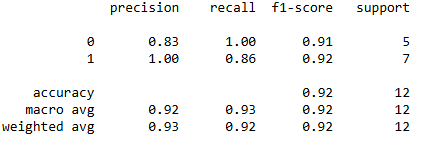 precision recall f1-score support
0 0.83 1.00 0.91 5
1 1.00 0.86 0.92 7
accuracy 0.92 12
macro avg 0.92 0.93 0.92 12
weighted avg 0.93 0.92 0.92 12